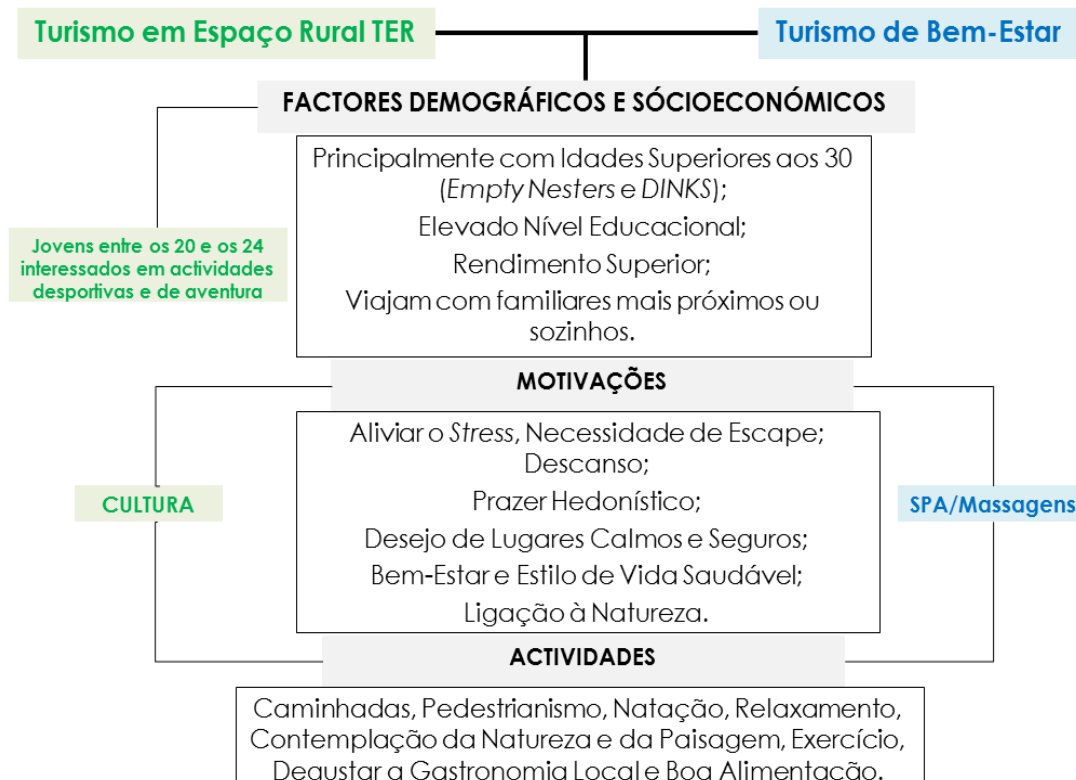 Turismo em Espaço Rural TER
Turismo de Bem-Estar
FACTORES DEMOGRÁFICOS E SÓCIOECONÓMICOS
Principalmente com Idades Superiores aos 30
(Empty Nesters e DINKS);
Elevado Nível Educacional;
Rendimento Superior;
Viajam com familiares mais próximos ou
sozinhos.
Jovens entre os 20 e os 24
interessados em actividades
desportivas e de aventura
MOTIVAÇÕES
Aliviar o Stress, Necessidade de Escape;
Descanso;
Prazer Hedonístico;
Desejo de Lugares Calmos e Seguros;
Bem-Estar e Estilo de Vida Saudável;
Ligação à Natureza.
CULTURA
SPA/Massagens
ACTIVIDADES
Caminhadas, Pedestrianismo, Natação, Relaxamento,
Contemplação da Natureza e da Paisagem, Exercício,
Degustar a Gastronomia Local e Boa Alimentação.